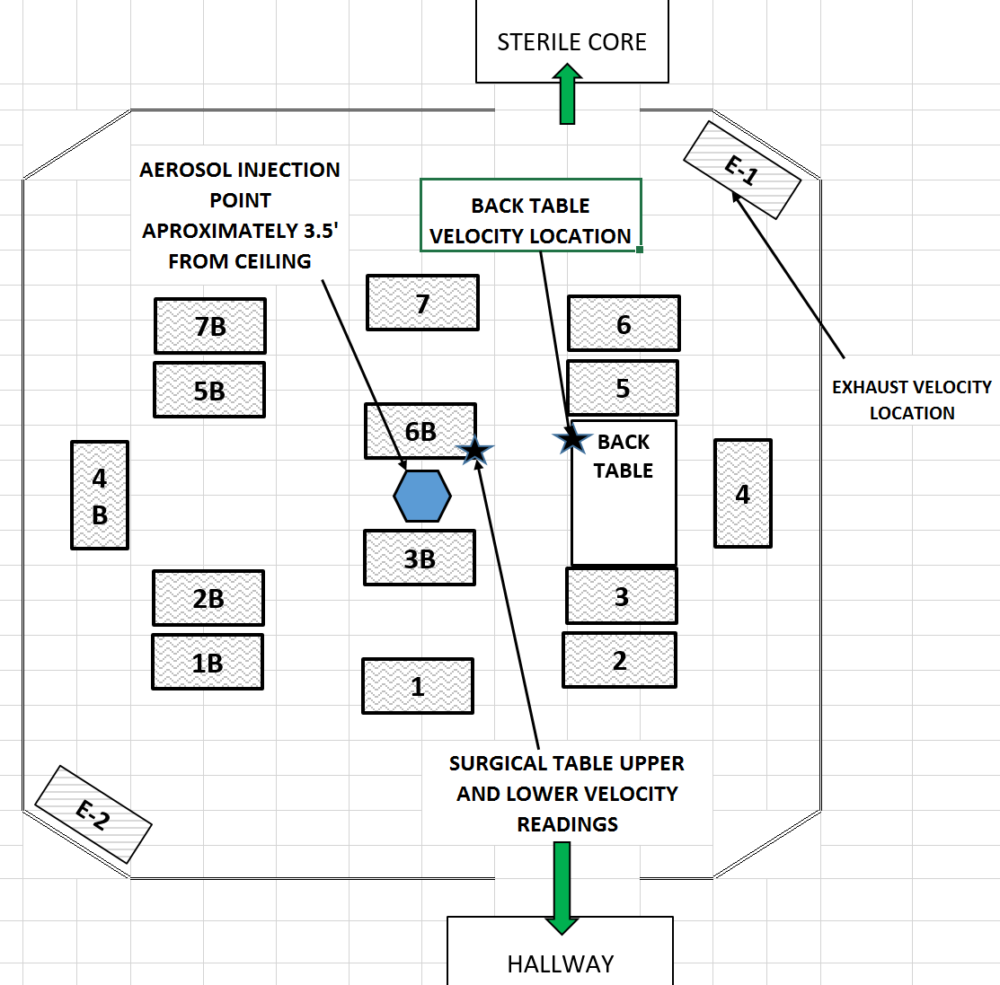 STERILE CORE
E-1
AEROSOL INJECTION
POINT
APROXIMATELY 3.5'
FROM CEILING
BACK TABLE
VELOCITY LOCATION
7
7B
6
5B
5
EXHAUST VELOCITY
LOCATION
6B
BACK
TABLE
4
B
4
3B
2B
3
1B
2
1
SURGICAL TABLE UPPER
AND LOWER VELOCITY
READINGS
E-2
HALLWAY